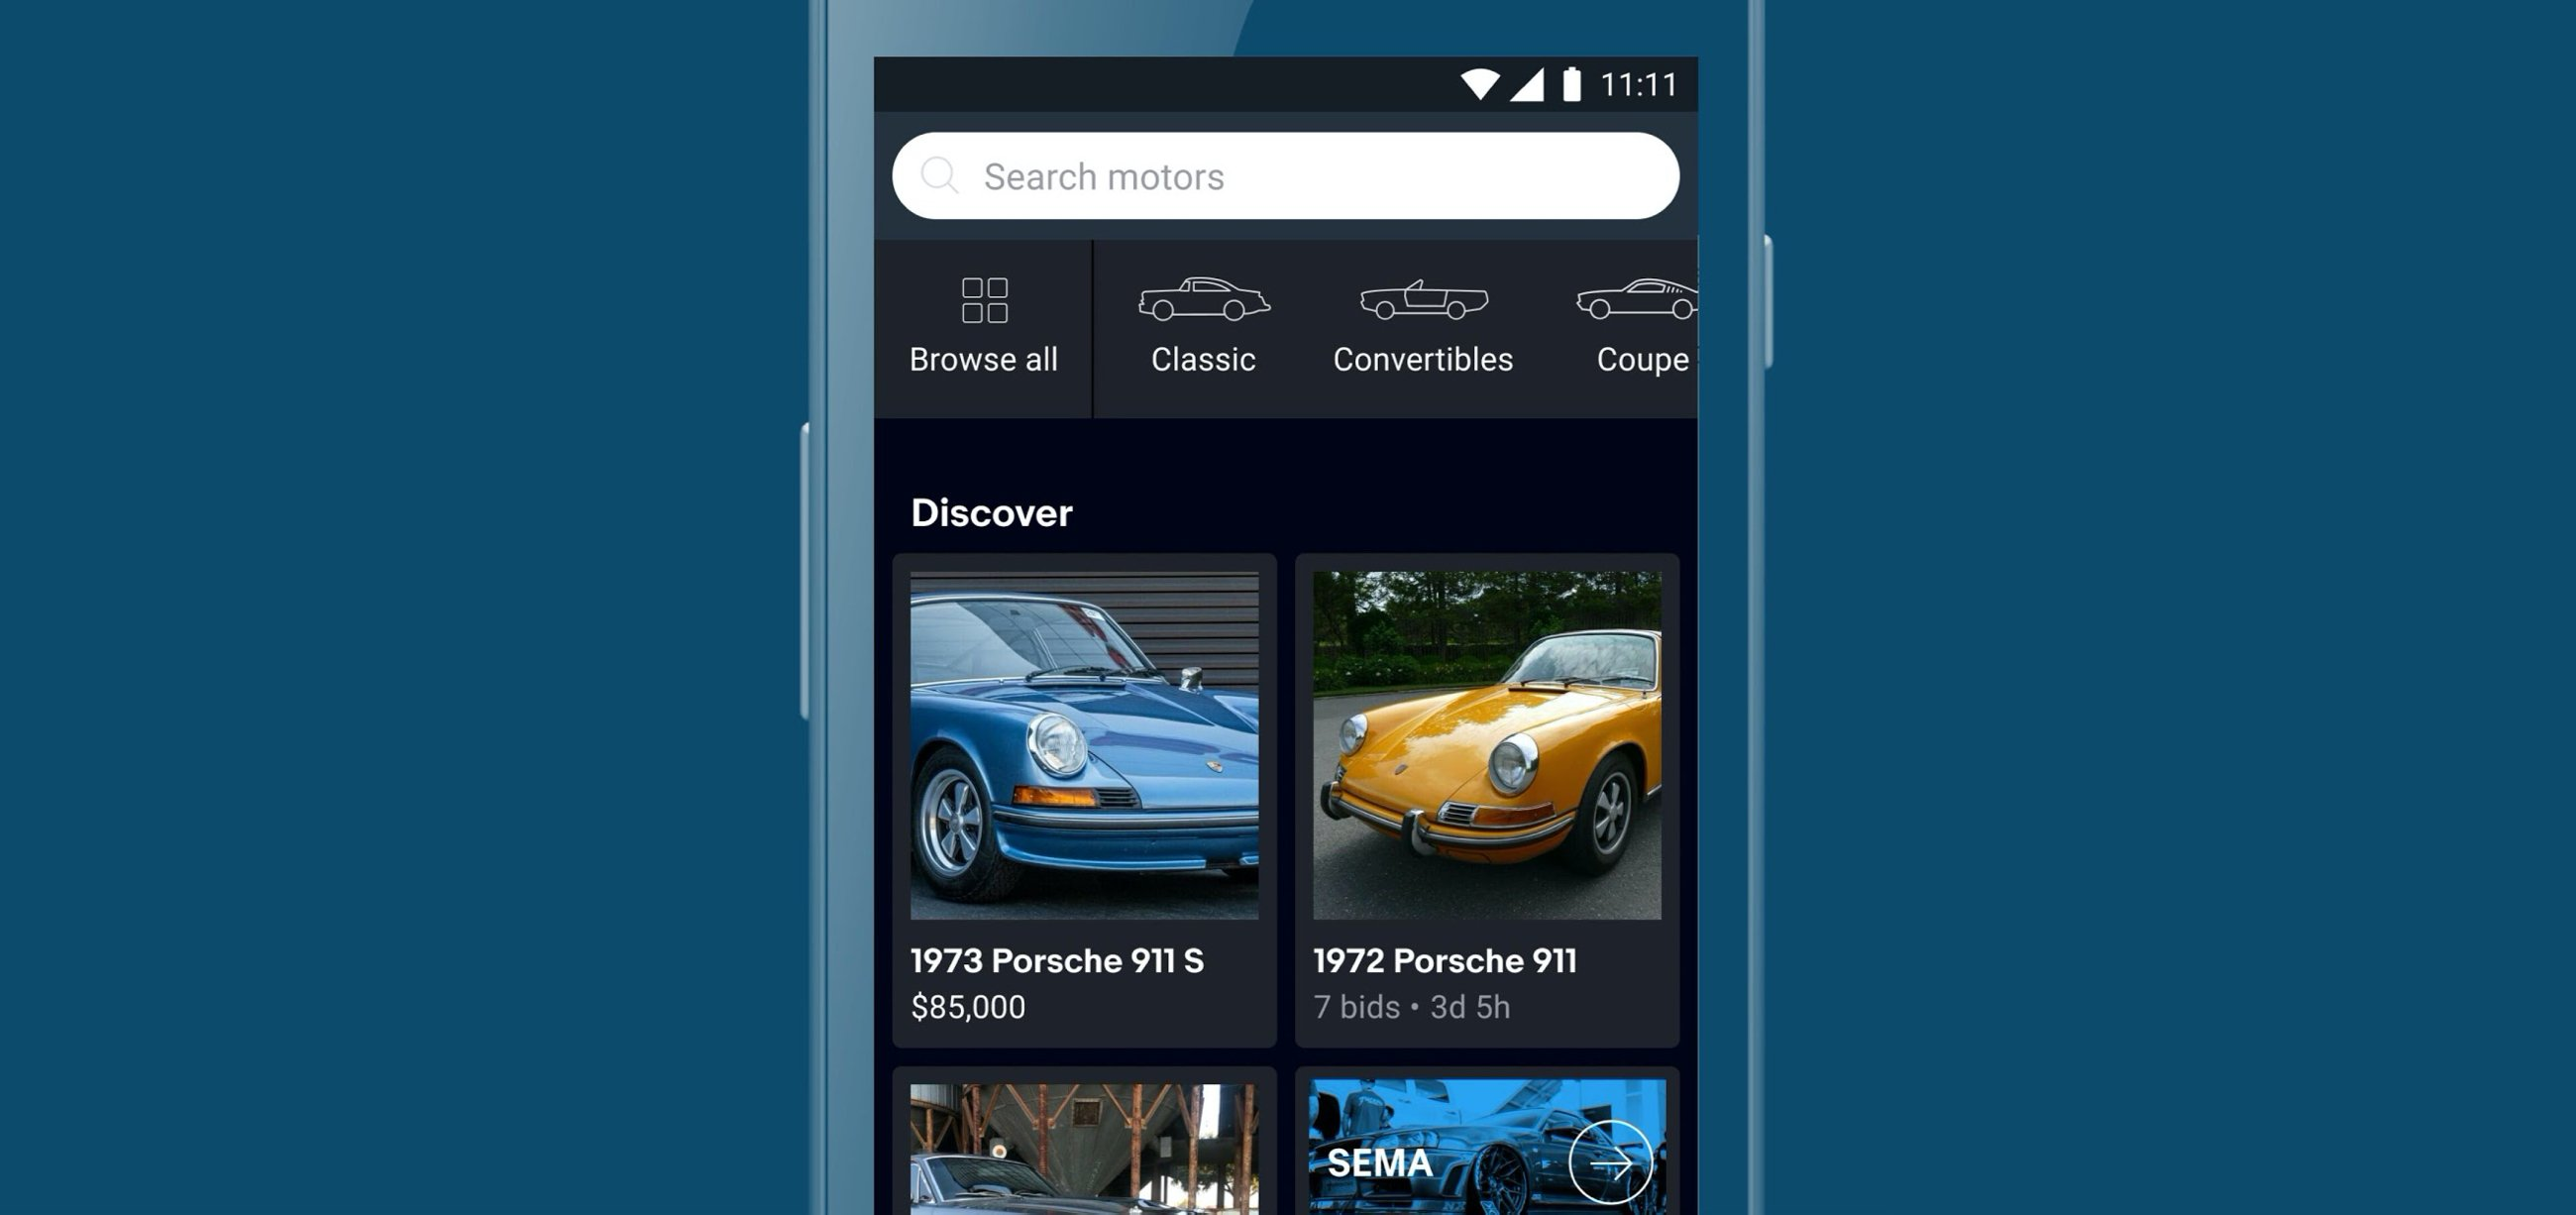 11:11
Search motors
Browse all
Classic
Convertibles
Coupe
Discover
1973 Porsche 911 S
$85,000
1972 Porsche 911
7 bids • 3d 5h
SEMA